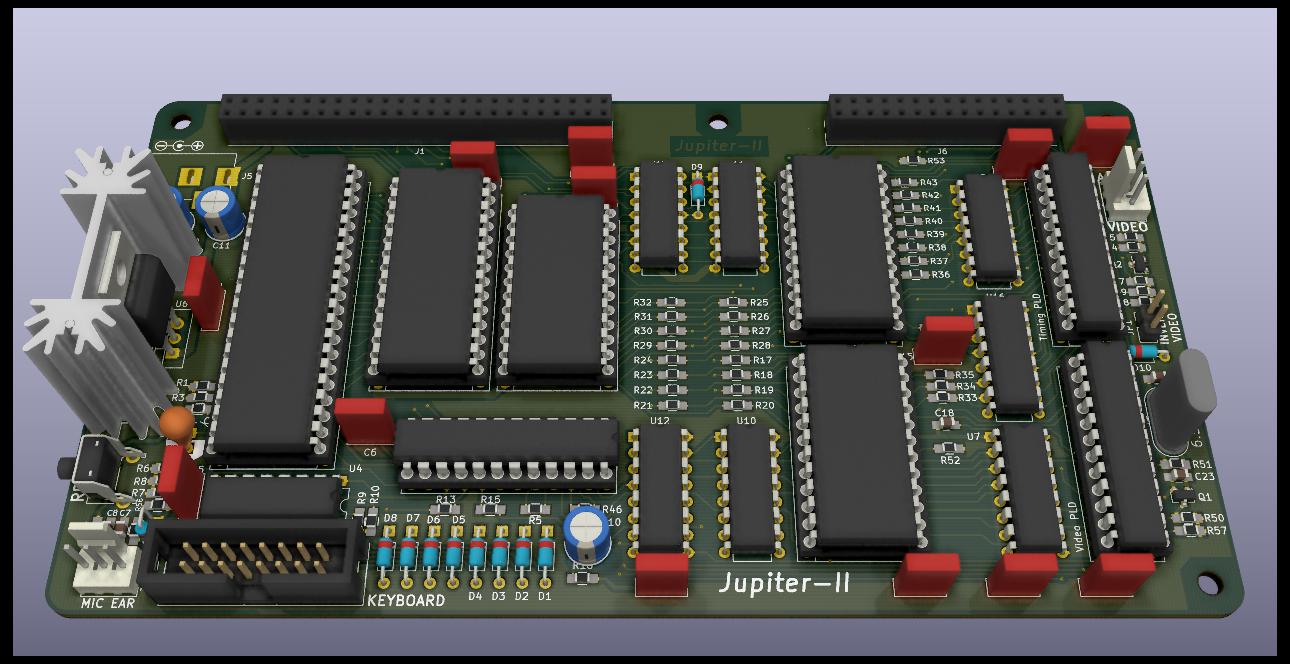 J1
Jupiter-II
J6
J5
D9
R53
R43
R42
R41
R40
R39
R38
R37
R36
VIDEO
C11
U6
R32
R31
R30
R29
R24
R23
R22
R21
R25
R26
R27
R28
R17
R18
R19
R20
Timing PLD
VIDEO
R35
R34
R33
C18
R52
U7
R1
R3
C6
U12
U10
U4
R6
R8
R7
R9
R10
R13
R15
R5
R46
D8
D7
D6
D5
D4
D3
D2
D1
C8
C7
Video PLD
R51
C23
Q1
R50
R57
MIC EAR
KEYBOARD
Jupiter-II